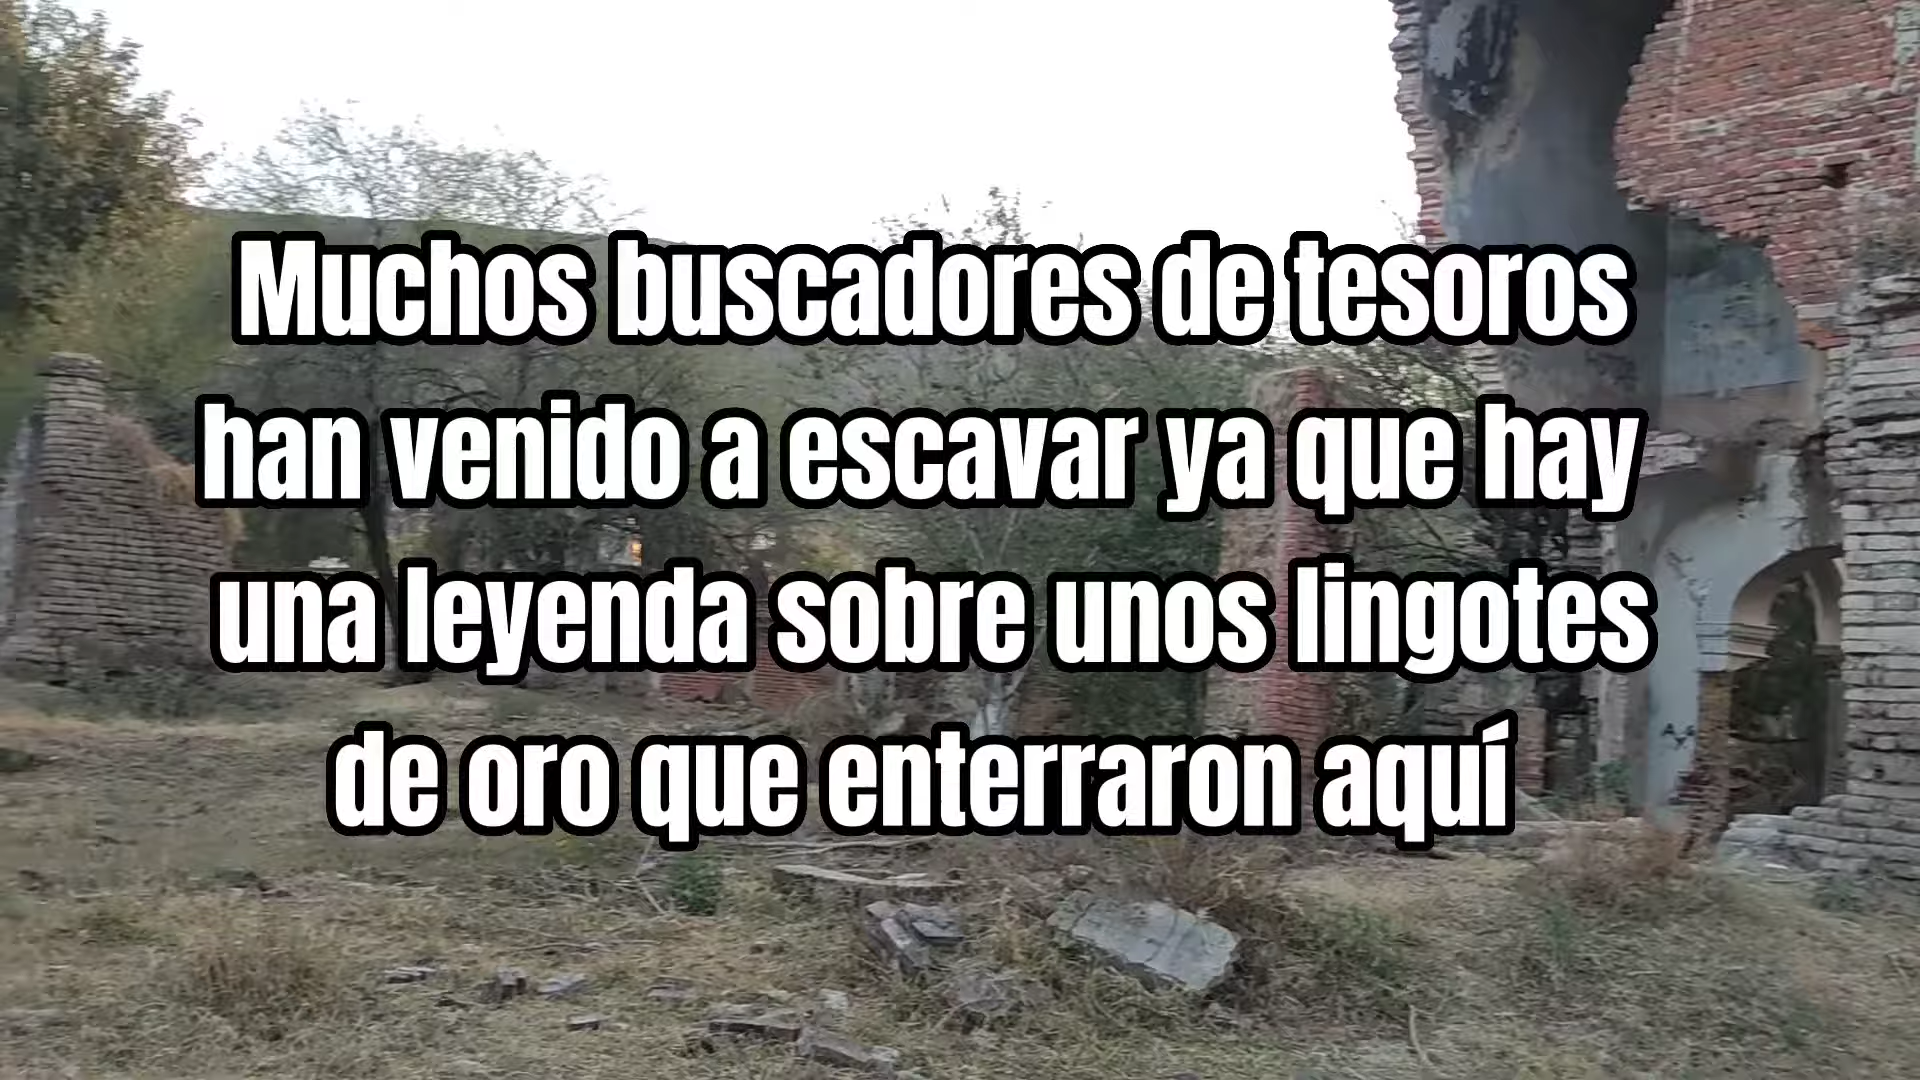 Muchos buscadores de tesoros
han venido a escavar ya que hay
una leyenda sobre unos lingotes
de oro que enterraron aquí